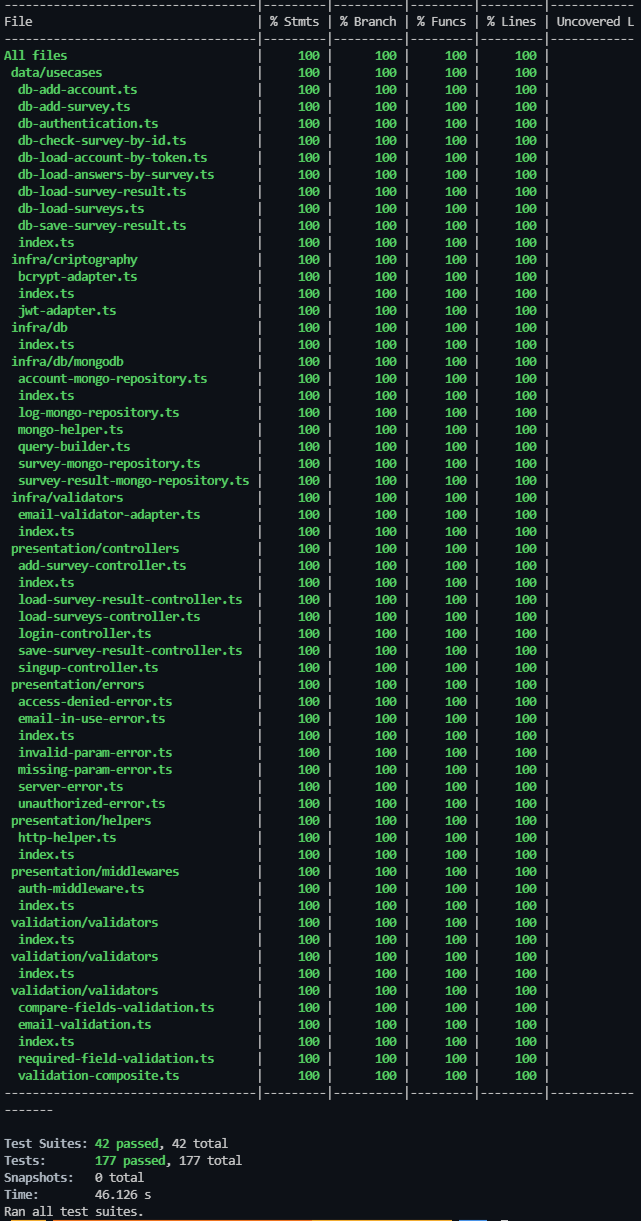 -----------------------------------|---------|----------|---------|---------|------------
File | % Stmts | % Branch | % Funcs | % Lines | Uncovered L
-----------------------------------|---------|----------|---------|---------|------------
All files | 100 | 100 | 100 | 100 |
data/usecases | 100 | 100 | 100 | 100 |
db-add-account.ts | 100 | 100 | 100 | 100 |
db-add-survey.ts | 100 | 100 | 100 | 100 |
db-authentication.ts | 100 | 100 | 100 | 100 |
db-check-survey-by-id.ts | 100 | 100 | 100 | 100 |
db-load-account-by-token.ts | 100 | 100 | 100 | 100 |
db-load-answers-by-survey.ts | 100 | 100 | 100 | 100 |
db-load-survey-result.ts | 100 | 100 | 100 | 100 |
db-load-surveys.ts | 100 | 100 | 100 | 100 |
db-save-survey-result.ts | 100 | 100 | 100 | 100 |
index.ts | 100 | 100 | 100 | 100 |
infra/criptography | 100 | 100 | 100 | 100 |
bcrypt-adapter.ts | 100 | 100 | 100 | 100 |
index.ts | 100 | 100 | 100 | 100 |
jwt-adapter.ts | 100 | 100 | 100 | 100 |
infra/db | 100 | 100 | 100 | 100 |
index.ts | 100 | 100 | 100 | 100 |
infra/db/mongodb | 100 | 100 | 100 | 100 |
account-mongo-repository.ts | 100 | 100 | 100 | 100 |
index.ts | 100 | 100 | 100 | 100 |
log-mongo-repository.ts | 100 | 100 | 100 | 100 |
mongo-helper.ts | 100 | 100 | 100 | 100 |
query-builder.ts | 100 | 100 | 100 | 100 |
survey-mongo-repository.ts | 100 | 100 | 100 | 100 |
survey-result-mongo-repository.ts | 100 | 100 | 100 | 100 |
infra/validators | 100 | 100 | 100 | 100 |
email-validator-adapter.ts | 100 | 100 | 100 | 100 |
index.ts | 100 | 100 | 100 | 100 |
presentation/controllers | 100 | 100 | 100 | 100 |
add-survey-controller.ts | 100 | 100 | 100 | 100 |
index.ts | 100 | 100 | 100 | 100 |
load-survey-result-controller.ts | 100 | 100 | 100 | 100 |
load-surveys-controller.ts | 100 | 100 | 100 | 100 |
login-controller.ts | 100 | 100 | 100 | 100 |
save-survey-result-controller.ts | 100 | 100 | 100 | 100 |
singup-controller.ts | 100 | 100 | 100 | 100 |
presentation/errors | 100 | 100 | 100 | 100 |
access-denied-error.ts | 100 | 100 | 100 | 100 |
email-in-use-error.ts | 100 | 100 | 100 | 100 |
index.ts | 100 | 100 | 100 | 100 |
invalid-param-error.ts | 100 | 100 | 100 | 100 |
missing-param-error.ts | 100 | 100 | 100 | 100 |
server-error.ts | 100 | 100 | 100 | 100 |
unauthorized-error.ts | 100 | 100 | 100 | 100 |
presentation/helpers | 100 | 100 | 100 | 100 |
http-helper.ts | 100 | 100 | 100 | 100 |
index.ts | 100 | 100 | 100 | 100 |
presentation/middlewares | 100 | 100 | 100 | 100 |
auth-middleware.ts | 100 | 100 | 100 | 100 |
index.ts | 100 | 100 | 100 | 100 |
validation/validators | 100 | 100 | 100 | 100 |
index.ts | 100 | 100 | 100 | 100 |
validation/validators | 100 | 100 | 100 | 100 |
index.ts | 100 | 100 | 100 | 100 |
validation/validators | 100 | 100 | 100 | 100 |
compare-fields-validation.ts | 100 | 100 | 100 | 100 |
email-validation.ts | 100 | 100 | 100 | 100 |
index.ts | 100 | 100 | 100 | 100 |
required-field-validation.ts | 100 | 100 | 100 | 100 |
validation-composite.ts | 100 | 100 | 100 | 100 |
-----------------------------------|---------|----------|---------|---------|------------
-------
Test Suites: 42 passed, 42 total
Tests: 177 passed, 177 total
Snapshots: 0 total
Time: 46.126 s
Ran all test suites.